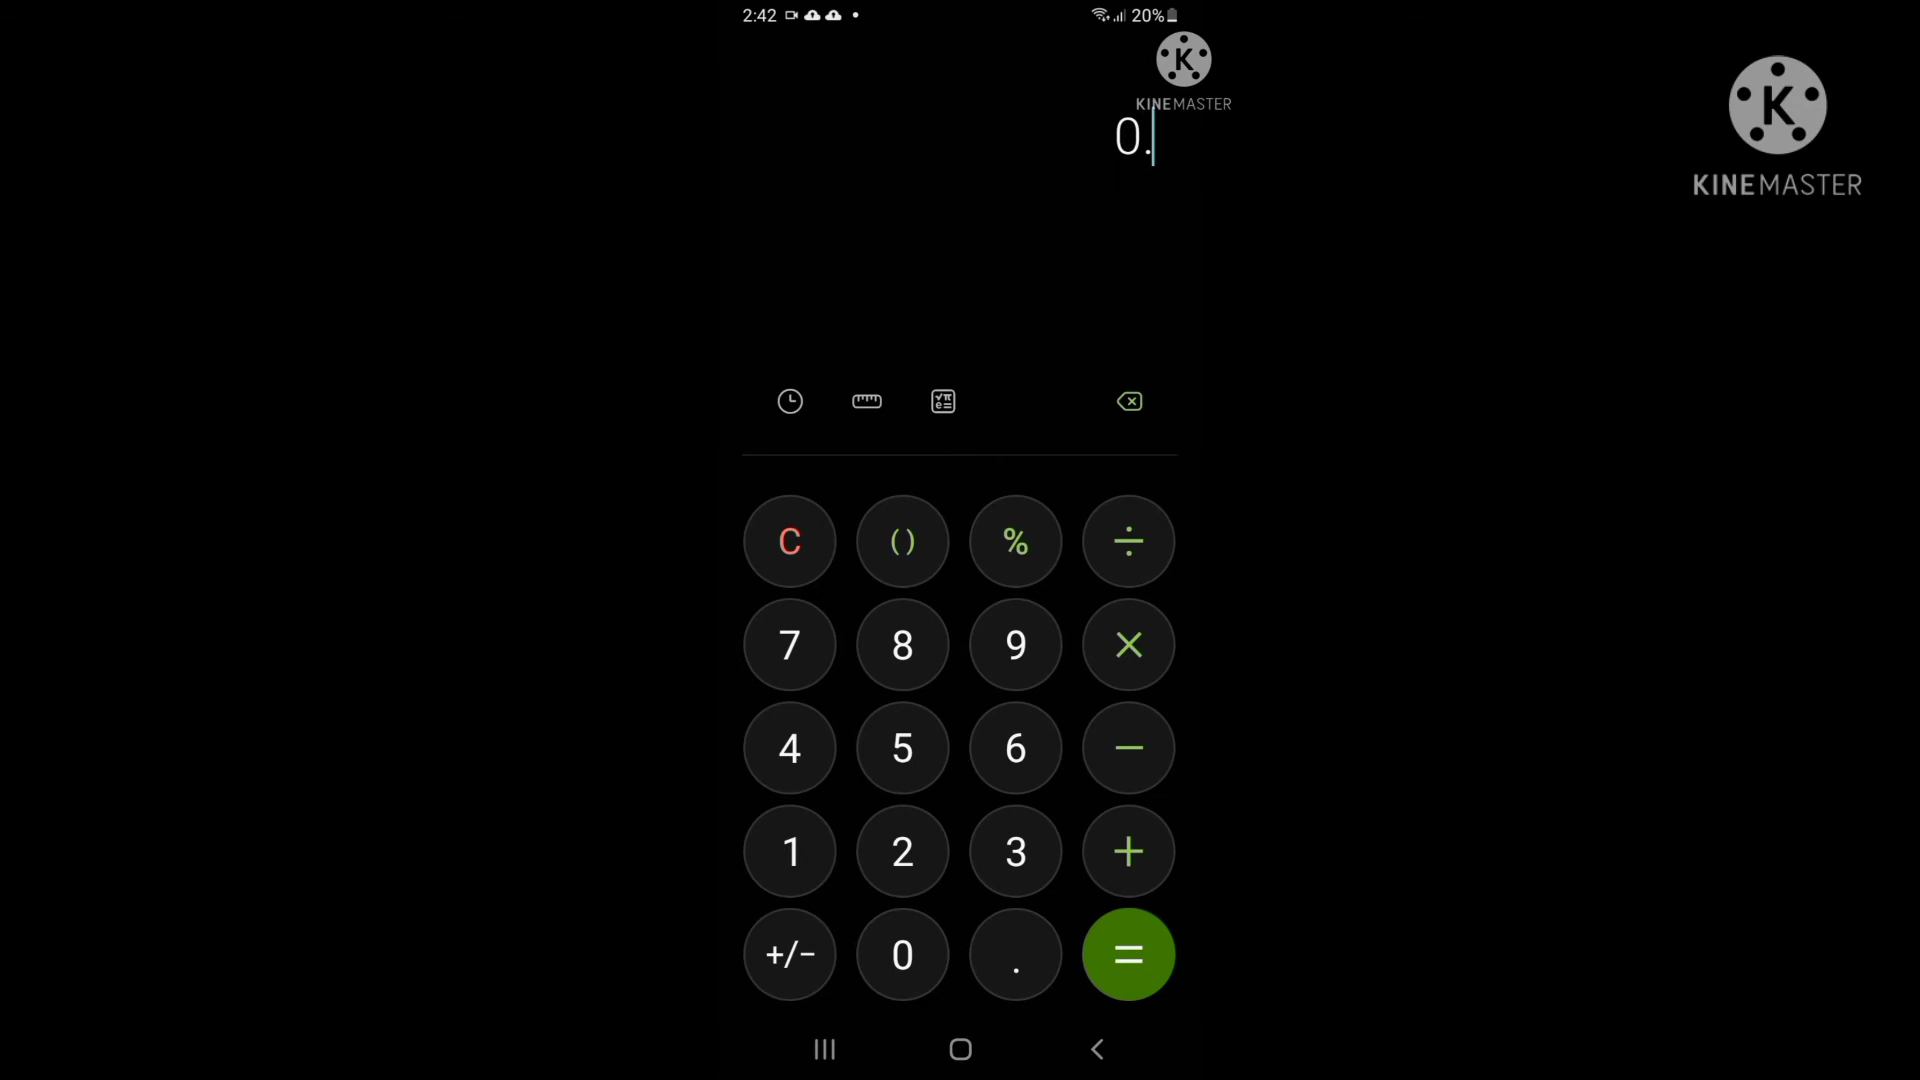 2:42 20%
K
KINEMASTER
K
KINEMASTER
0.
√π
e=
C ( ) % ÷
7 8 9 ×
4 5 6 −
1 2 3 +
+/− 0 . =